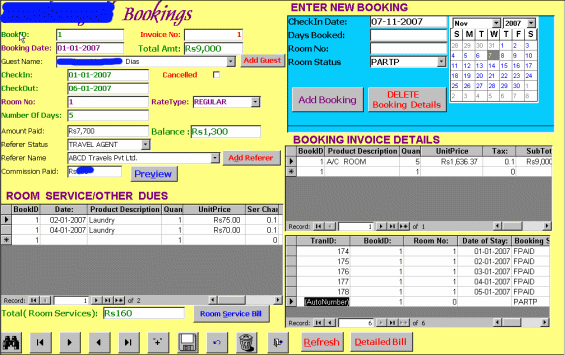 Bookings
BookID: 1 Invoice No: 1
Booking Date: 01-01-2007 Total Amt: Rs9,000
Guest Name: Dias Add Guest
CheckIn: 01-01-2007 Cancelled
CheckOut: 06-01-2007
Room No: 1 RateType: REGULAR
Number Of Days: 5
Amount Paid: Rs7,700 Balance: Rs1,300
Referer Status TRAVEL AGENT
Referer Name ABCD Travels Pvt Ltd. Add Referer
Commission Paid: Preview
ROOM SERVICE/OTHER DUES
BookID Date: Product Description Quan UnitPrice Ser Char
1 02-01-2007 Laundry 1 Rs75.00 0.1
1 04-01-2007 Laundry 1 Rs70.00 0.1
1 1 0
Record: 1 of 2
Total( Room Services): Rs160 Room Service Bill
ENTER NEW BOOKING
CheckIn Date: 07-11-2007
Days Booked:
Room No:
Room Status PARTP
Nov 2007
S M T W T F S
28 29 30 31 1 2 3
4 5 6 7 8 9 10
11 12 13 14 15 16 17
18 19 20 21 22 23 24
25 26 27 28 29 30 1
2 3 4 5 6 7 8
Add Booking DELETE
Booking Details
BOOKING INVOICE DETAILS
BookID Product Description Quan UnitPrice Tax: SubTot
1 A/C ROOM 5 Rs1,636.37 0.1 Rs9,000
1 1 0
Record: 1 of 1
TranID: BookID: Room No: Date of Stay: Booking S
174 1 1 01-01-2007 FPAID
175 1 1 02-01-2007 FPAID
176 1 1 03-01-2007 FPAID
177 1 1 04-01-2007 FPAID
178 1 1 05-01-2007 FPAID
(AutoNumber) 1 0 PARTP
Record: 6 of 6
Refresh Detailed Bill